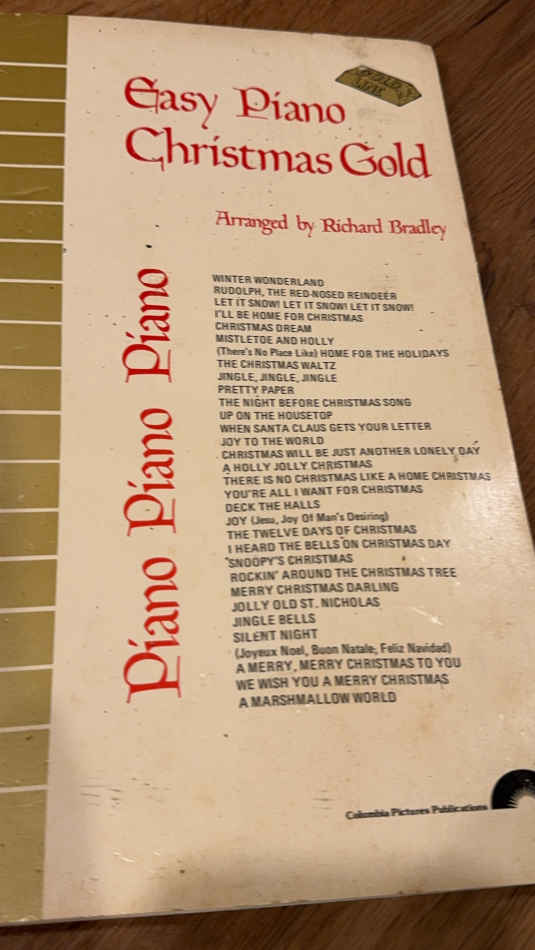 Easy Piano
Christmas Gold
Arranged by Richard Bradley
Piano Piano Piano
WINTER WONDERLAND
RUDOLPH, THE RED-NOSED REINDEER
LET IT SNOW! LET IT SNOW! LET IT SNOW!
I'LL BE HOME FOR CHRISTMAS
CHRISTMAS DREAM
MISTLETOE AND HOLLY
(There's No Place Like) HOME FOR THE HOLIDAYS
THE CHRISTMAS WALTZ
JINGLE, JINGLE, JINGLE
PRETTY PAPER
THE NIGHT BEFORE CHRISTMAS SONG
UP ON THE HOUSETOP
WHEN SANTA CLAUS GETS YOUR LETTER
JOY TO THE WORLD
CHRISTMAS WILL BE JUST ANOTHER LONELY DAY
A HOLLY JOLLY CHRISTMAS
THERE IS NO CHRISTMAS LIKE A HOME CHRISTMAS
YOU'RE ALL I WANT FOR CHRISTMAS
DECK THE HALLS
JOY (Jesu, Joy Of Man's Desiring)
THE TWELVE DAYS OF CHRISTMAS
I HEARD THE BELLS ON CHRISTMAS DAY
SNOOPY'S CHRISTMAS
ROCKIN' AROUND THE CHRISTMAS TREE
MERRY CHRISTMAS DARLING
JOLLY OLD ST. NICHOLAS
JINGLE BELLS
SILENT NIGHT
(Joyeux Noel, Buon Natale, Feliz Navidad)
A MERRY, MERRY CHRISTMAS TO YOU
WE WISH YOU A MERRY CHRISTMAS
A MARSHMALLOW WORLD
Columbia Pictures Publications